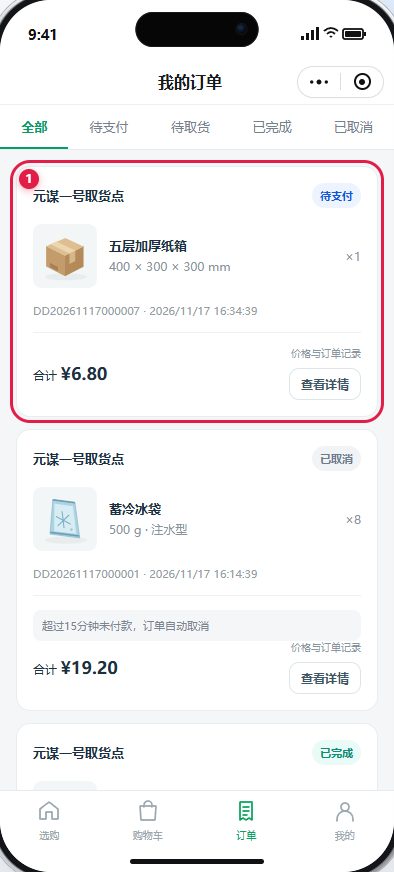 9:41
我的订单
全部 待支付 待取货 已完成 已取消
1
元谋一号取货点 待支付
五层加厚纸箱
400 × 300 × 300 mm
×1
DD20261117000007 · 2026/11/17 16:34:39
价格与订单记录
合计 ¥6.80
查看详情
元谋一号取货点 已取消
蓄冷冰袋
500 g · 注水型
×8
DD20261117000001 · 2026/11/17 16:14:39
超过15分钟未付款，订单自动取消
价格与订单记录
合计 ¥19.20
查看详情
元谋一号取货点 已完成
选购 购物车 订单 我的